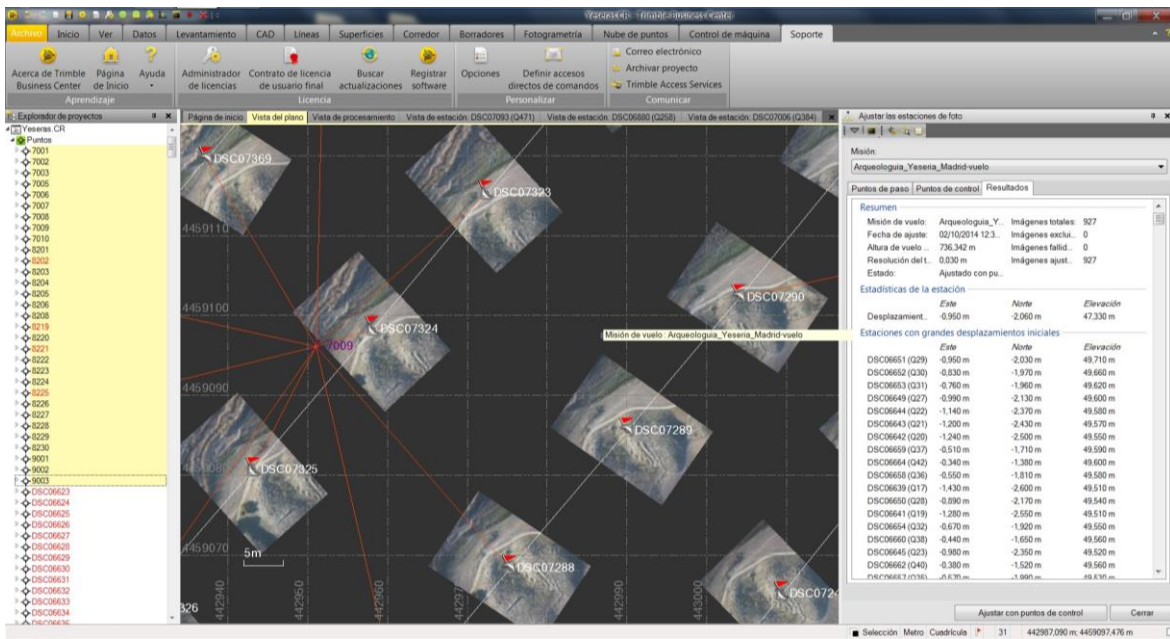 Yeseras.CR - Trimble Business Center
Archivo Inicio Ver Datos Levantamiento CAD Líneas Superficies Corredor Borradores Fotogrametría Nube de puntos Control de máquina Soporte
Acerca de Trimble Business Center
Página de Inicio
Ayuda
Aprendizaje
Administrador de licencias
Contrato de licencia de usuario final
Buscar actualizaciones
Registrar software
Licencia
Opciones
Definir accesos directos de comandos
Personalizar
Correo electrónico
Archivar proyecto
Trimble Access Services
Comunicar
Explorador de proyectos
Yeseras.CR
Puntos
7001
7002
7003
7005
7006
7007
7008
7009
7010
8201
8202
8203
8204
8205
8206
8208
8219
8220
8221
8222
8223
8224
8225
8226
8227
8228
8229
8230
9001
9002
9003
DSC06623
DSC06624
DSC06625
DSC06626
DSC06627
DSC06628
DSC06629
DSC06630
DSC06631
DSC06632
DSC06633
DSC06634
Página de inicio Vista del plano Vista de procesamiento Vista de estación: DSC07093 (Q471) Vista de estación: DSC06880 (Q258) Vista de estación: DSC07006 (Q384)
DSC07369
DSC07323
4459110
DSC07290
4459100
DSC07324
7009
Misión de vuelo : Arqueologuia_Yeseria_Madrid-vuelo
4459090
DSC07289
DSC07325
4459080
4459070
5m
DSC07288
DSC0724
326
442940
442950
442960
44297
442990
443000
Ajustar las estaciones de foto
Misión:
Arqueologuia_Yeseria_Madrid-vuelo
Puntos de paso Puntos de control Resultados
Resumen
Misión de vuelo: Arqueologuia_Y... Imágenes totales: 927
Fecha de ajuste: 02/10/2014 12:3... Imágenes exclui... 0
Altura de vuelo ... 736,342 m Imágenes fallid... 0
Resolución del t... 0,030 m Imágenes ajust... 927
Estado: Ajustado con pu...
Estadísticas de la estación
Este Norte Elevación
Desplazamient... -0,950 m -2,060 m 47,330 m
Estaciones con grandes desplazamientos iniciales
Este Norte Elevación
DSC06651 (Q29) -0,950 m -2,030 m 49,710 m
DSC06652 (Q30) -0,830 m -1,970 m 49,660 m
DSC06653 (Q31) -0,760 m -1,960 m 49,620 m
DSC06649 (Q27) -0,990 m -2,130 m 49,600 m
DSC06644 (Q22) -1,140 m -2,370 m 49,580 m
DSC06643 (Q21) -1,200 m -2,430 m 49,570 m
DSC06642 (Q20) -1,240 m -2,500 m 49,550 m
DSC06659 (Q37) -0,510 m -1,710 m 49,590 m
DSC06664 (Q42) -0,340 m -1,380 m 49,600 m
DSC06658 (Q36) -0,550 m -1,810 m 49,580 m
DSC06639 (Q17) -1,430 m -2,600 m 49,510 m
DSC06650 (Q28) -0,890 m -2,170 m 49,540 m
DSC06641 (Q19) -1,280 m -2,550 m 49,510 m
DSC06654 (Q32) -0,670 m -1,920 m 49,550 m
DSC06660 (Q38) -0,440 m -1,650 m 49,560 m
DSC06645 (Q23) -0,980 m -2,350 m 49,520 m
DSC06662 (Q40) -0,380 m -1,520 m 49,560 m
DSC06657 (Q35) -0,570 m -1,990 m 49,530 m
Ajustar con puntos de control Cerrar
Selección Metro Cuadrícula 31 442987,090 m; 4459097,476 m